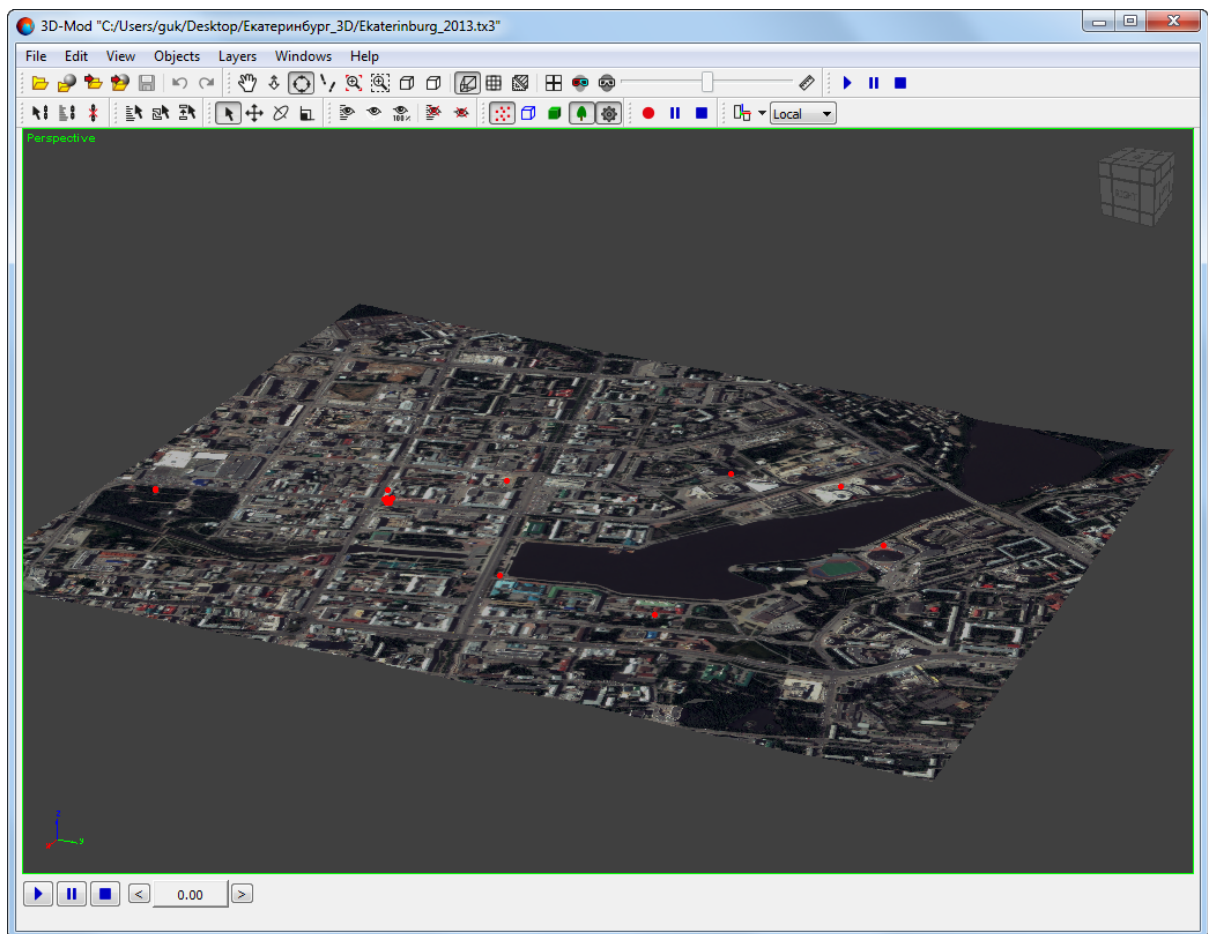 3D-Mod "C:/Users/guk/Desktop/Екатеринбург_3D/Ekaterinburg_2013.tx3"
File Edit View Objects Layers Windows Help
100%
Local
Perspective
z
y
x
< 0.00 >